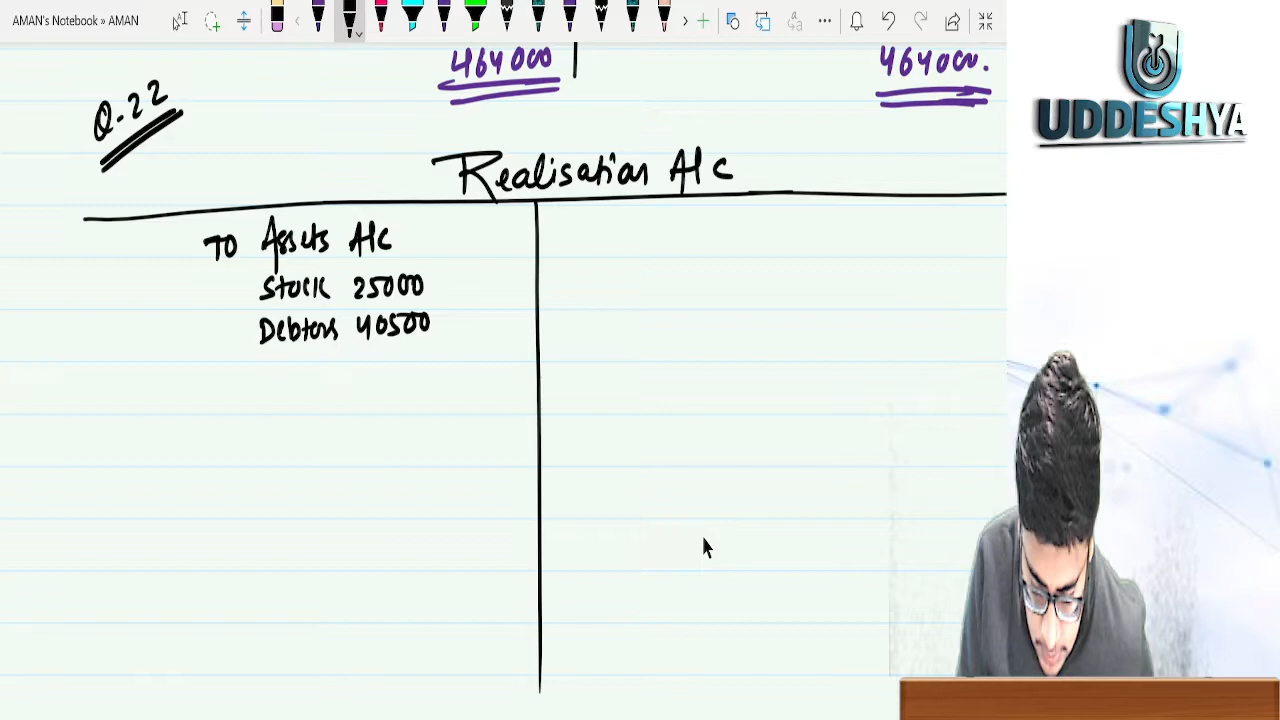 AMAN's Notebook » AMAN
464000
464000.
UDDESHYA
Q-22
Realisation A/c
To Assets A/c
Stock 25000
Debtors 40500